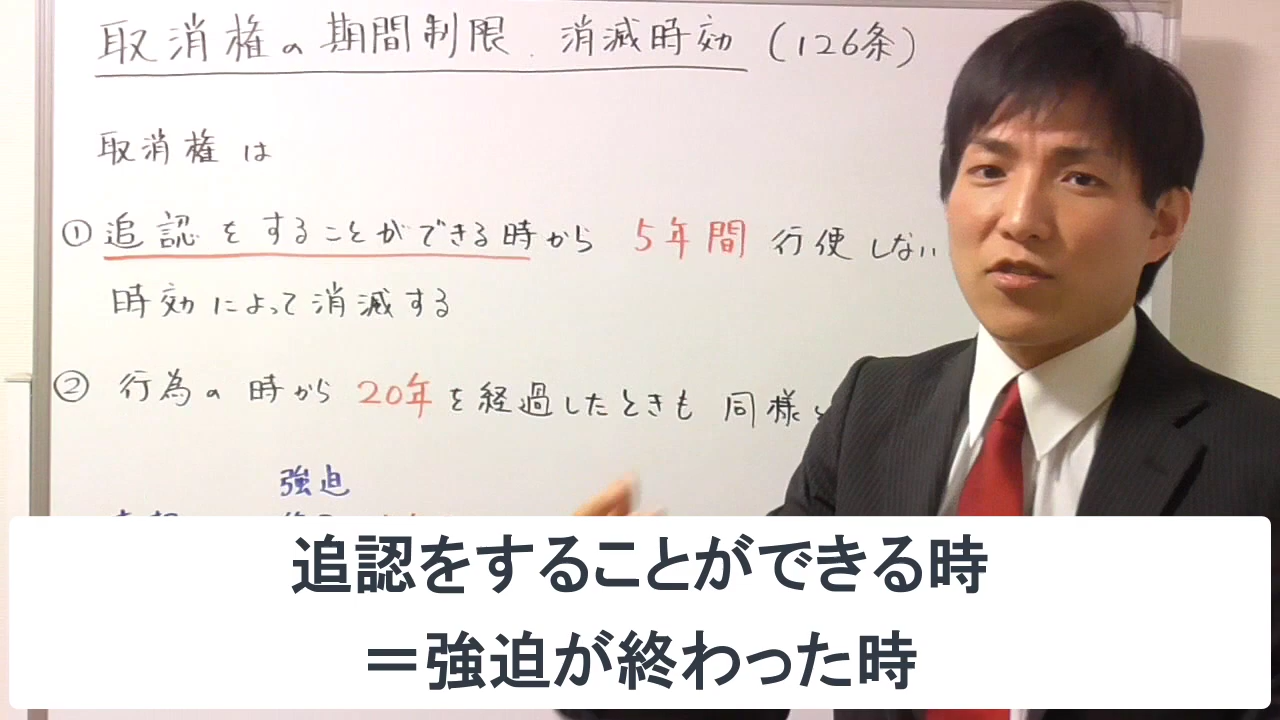 取消権の期間制限.消滅時効(126条)
取消権は
①追認をすることができる時から 5年間 行使しない
時効によって消滅する
②行為の時から 20年を経過したときも 同様と
強迫
追認をすることができる時
＝強迫が終わった時